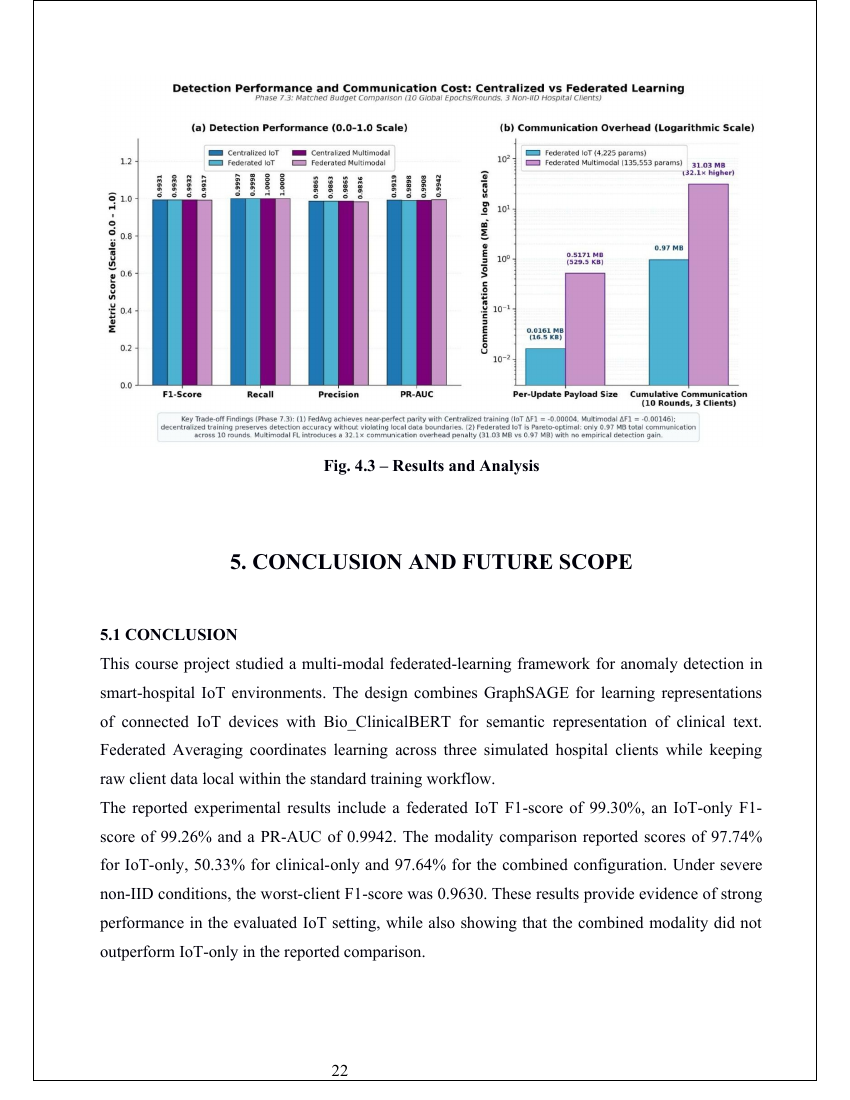 Detection Performance and Communication Cost: Centralized vs Federated Learning
Phase 7.3: Matched Budget Comparison (10 Global Epochs/Rounds, 3 Non-IID Hospital Clients)
(a) Detection Performance (0.0–1.0 Scale)
Centralized IoT
Federated IoT
Centralized Multimodal
Federated Multimodal
Metric Score (Scale: 0.0 – 1.0)
1.2
1.0
0.8
0.6
0.4
0.2
0.0
0.9931 0.9930 0.9932 0.9917
0.9997 0.9998 1.0000 1.0000
0.9865 0.9863 0.9865 0.9836
0.9919 0.9898 0.9908 0.9942
F1-Score Recall Precision PR-AUC
(b) Communication Overhead (Logarithmic Scale)
Federated IoT (4,225 params)
Federated Multimodal (135,553 params)
Communication Volume (MB, log scale)
10²
10¹
10⁰
10⁻¹
10⁻²
0.0161 MB
(16.5 KB)
0.5171 MB
(529.5 KB)
0.97 MB
31.03 MB
(32.1× higher)
Per-Update Payload Size
Cumulative Communication
(10 Rounds, 3 Clients)
Key Trade-off Findings (Phase 7.3): (1) FedAvg achieves near-perfect parity with Centralized training (IoT ΔF1 = -0.00004, Multimodal ΔF1 = -0.00146);
decentralized training preserves detection accuracy without violating local data boundaries. (2) Federated IoT is Pareto-optimal: only 0.97 MB total communication
across 10 rounds. Multimodal FL introduces a 32.1× communication overhead penalty (31.03 MB vs 0.97 MB) with no empirical detection gain.
Fig. 4.3 – Results and Analysis
5. CONCLUSION AND FUTURE SCOPE
5.1 CONCLUSION
This course project studied a multi-modal federated-learning framework for anomaly detection in
smart-hospital IoT environments. The design combines GraphSAGE for learning representations
of connected IoT devices with Bio_ClinicalBERT for semantic representation of clinical text.
Federated Averaging coordinates learning across three simulated hospital clients while keeping
raw client data local within the standard training workflow.
The reported experimental results include a federated IoT F1-score of 99.30%, an IoT-only F1-
score of 99.26% and a PR-AUC of 0.9942. The modality comparison reported scores of 97.74%
for IoT-only, 50.33% for clinical-only and 97.64% for the combined configuration. Under severe
non-IID conditions, the worst-client F1-score was 0.9630. These results provide evidence of strong
performance in the evaluated IoT setting, while also showing that the combined modality did not
outperform IoT-only in the reported comparison.
22